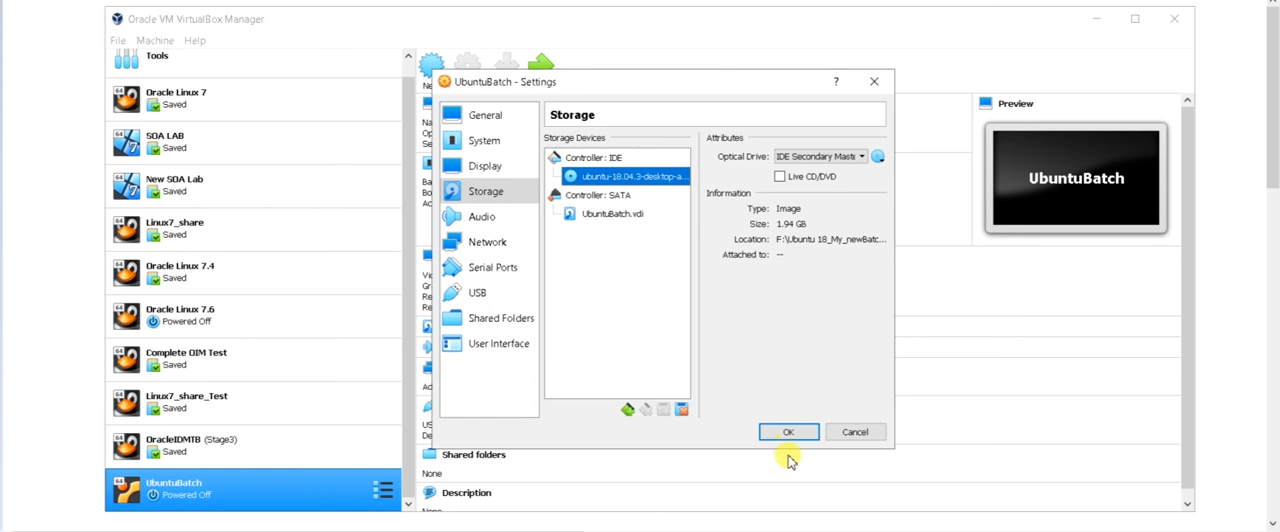 Oracle VM VirtualBox Manager
File Machine Help
Tools
Oracle Linux 7
Saved
SOA LAB
Saved
New SOA Lab
Saved
Linux7_share
Saved
Oracle Linux 7.4
Saved
Oracle Linux 7.6
Powered Off
Complete OIM Test
Saved
Linux7_share_Test
Saved
OracleIDMTB (Stage3)
Saved
UbuntuBatch
Powered Off
UbuntuBatch - Settings
?
General
System
Display
Storage
Audio
Network
Serial Ports
USB
Shared Folders
User Interface
Storage
Storage Devices
Controller: IDE
ubuntu-18.04.3-desktop-a...
Controller: SATA
UbuntuBatch.vdi
Attributes
Optical Drive: IDE Secondary Maste
Live CD/DVD
Information
Type: Image
Size: 1.94 GB
Location: F:\Ubuntu 18_My_newBatc...
Attached to: --
OK Cancel
Preview
UbuntuBatch
Shared folders
None
Description
None